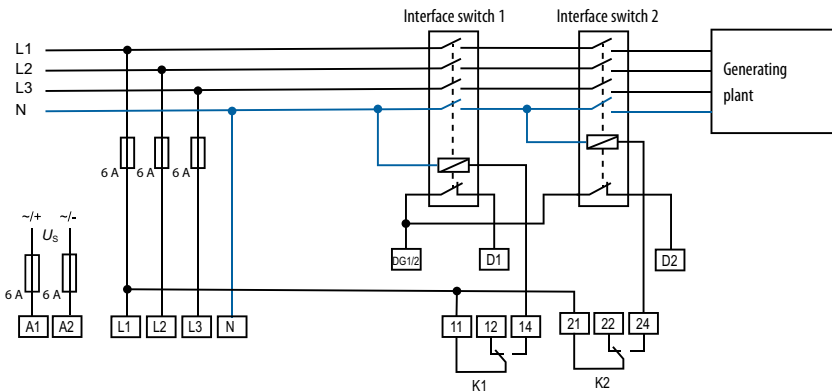 Interface switch 1
Interface switch 2
L1
L2
L3
N
Generating
plant
6 A
6 A
6 A
~/+
~/-
US
6 A
6 A
DG1/2
D1
D2
A1
A2
L1
L2
L3
N
11
12
14
21
22
24
K1
K2